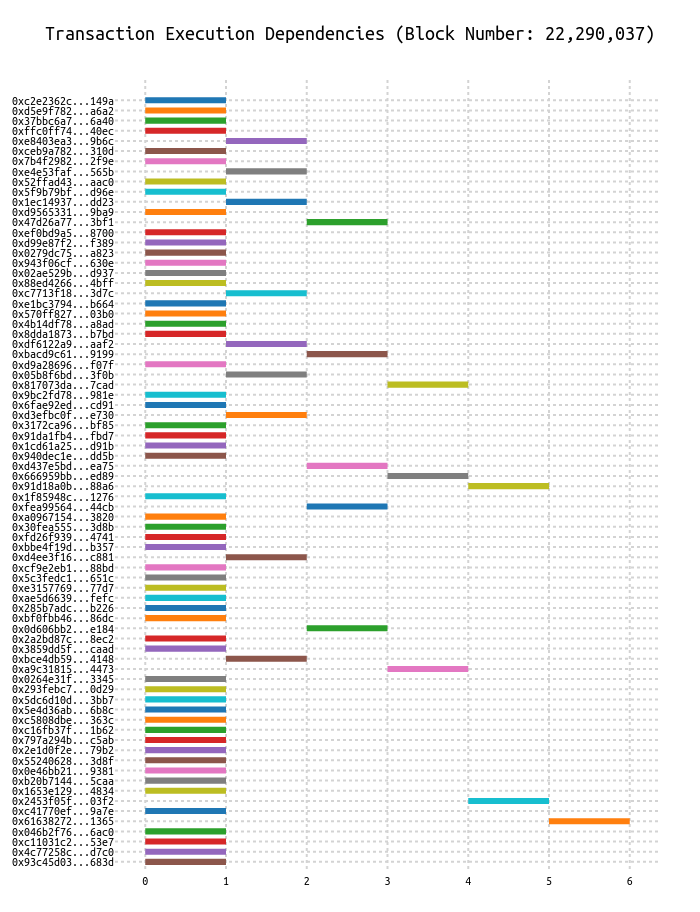 Transaction Execution Dependencies (Block Number: 22,290,037)
0xc2e2362c...149a
0xd5e9f782...a6a2
0x37bbc6a7...6a40
0xffc0ff74...40ec
0xe8403ea3...9b6c
0xceb9a782...310d
0x7b4f2982...2f9e
0xe4e53faf...565b
0x52ffad43...aac0
0x5f9b79bf...d96e
0x1ec14937...dd23
0xd9565331...9ba9
0x47d26a77...3bf1
0xef0bd9a5...8700
0xd99e87f2...f389
0x0279dc75...a823
0x943f06cf...630e
0x02ae529b...d937
0x88ed4266...4bff
0xc7713f18...3d7c
0xe1bc3794...b664
0x570ff827...03b0
0x4b14df78...a8ad
0x8dda1873...b7bd
0xdf6122a9...aaf2
0xbacd9c61...9199
0xd9a28696...f07f
0x05b8f6bd...3f0b
0x817073da...7cad
0x9bc2fd78...981e
0x6fae92ed...cd91
0xd3efbc0f...e730
0x3172ca96...bf85
0x91da1fb4...fbd7
0x1cd61a25...d91b
0x940dec1e...dd5b
0xd437e5bd...ea75
0x666959bb...ed89
0x91d18a0b...88a6
0x1f85948c...1276
0xfea99564...44cb
0xa0967154...3820
0x30fea555...3d8b
0xfd26f939...4741
0xbbe4f19d...b357
0xd4ee3f16...c881
0xcf9e2eb1...88bd
0x5c3fedc1...651c
0xe3157769...77d7
0xae5d6639...fefc
0x285b7adc...b226
0xbf0fbb46...86dc
0x0d606bb2...e184
0x2a2bd87c...8ec2
0x3859dd5f...caad
0xbce4db59...4148
0xa9c31815...4473
0x0264e31f...3345
0x293febc7...0d29
0x5dc6d10d...3bb7
0x5e4d36ab...6b8c
0xc5808dbe...363c
0xc16fb37f...1b62
0x797a294b...c5ab
0x2e1d0f2e...79b2
0x55240628...3d8f
0x0e46bb21...9381
0xb20b7144...5caa
0x1653e129...4834
0x2453f05f...03f2
0xc41770ef...9a7e
0x61638272...1365
0x046b2f76...6ac0
0xc11031c2...53e7
0x4c77258c...d7c0
0x93c45d03...683d
0 1 2 3 4 5 6